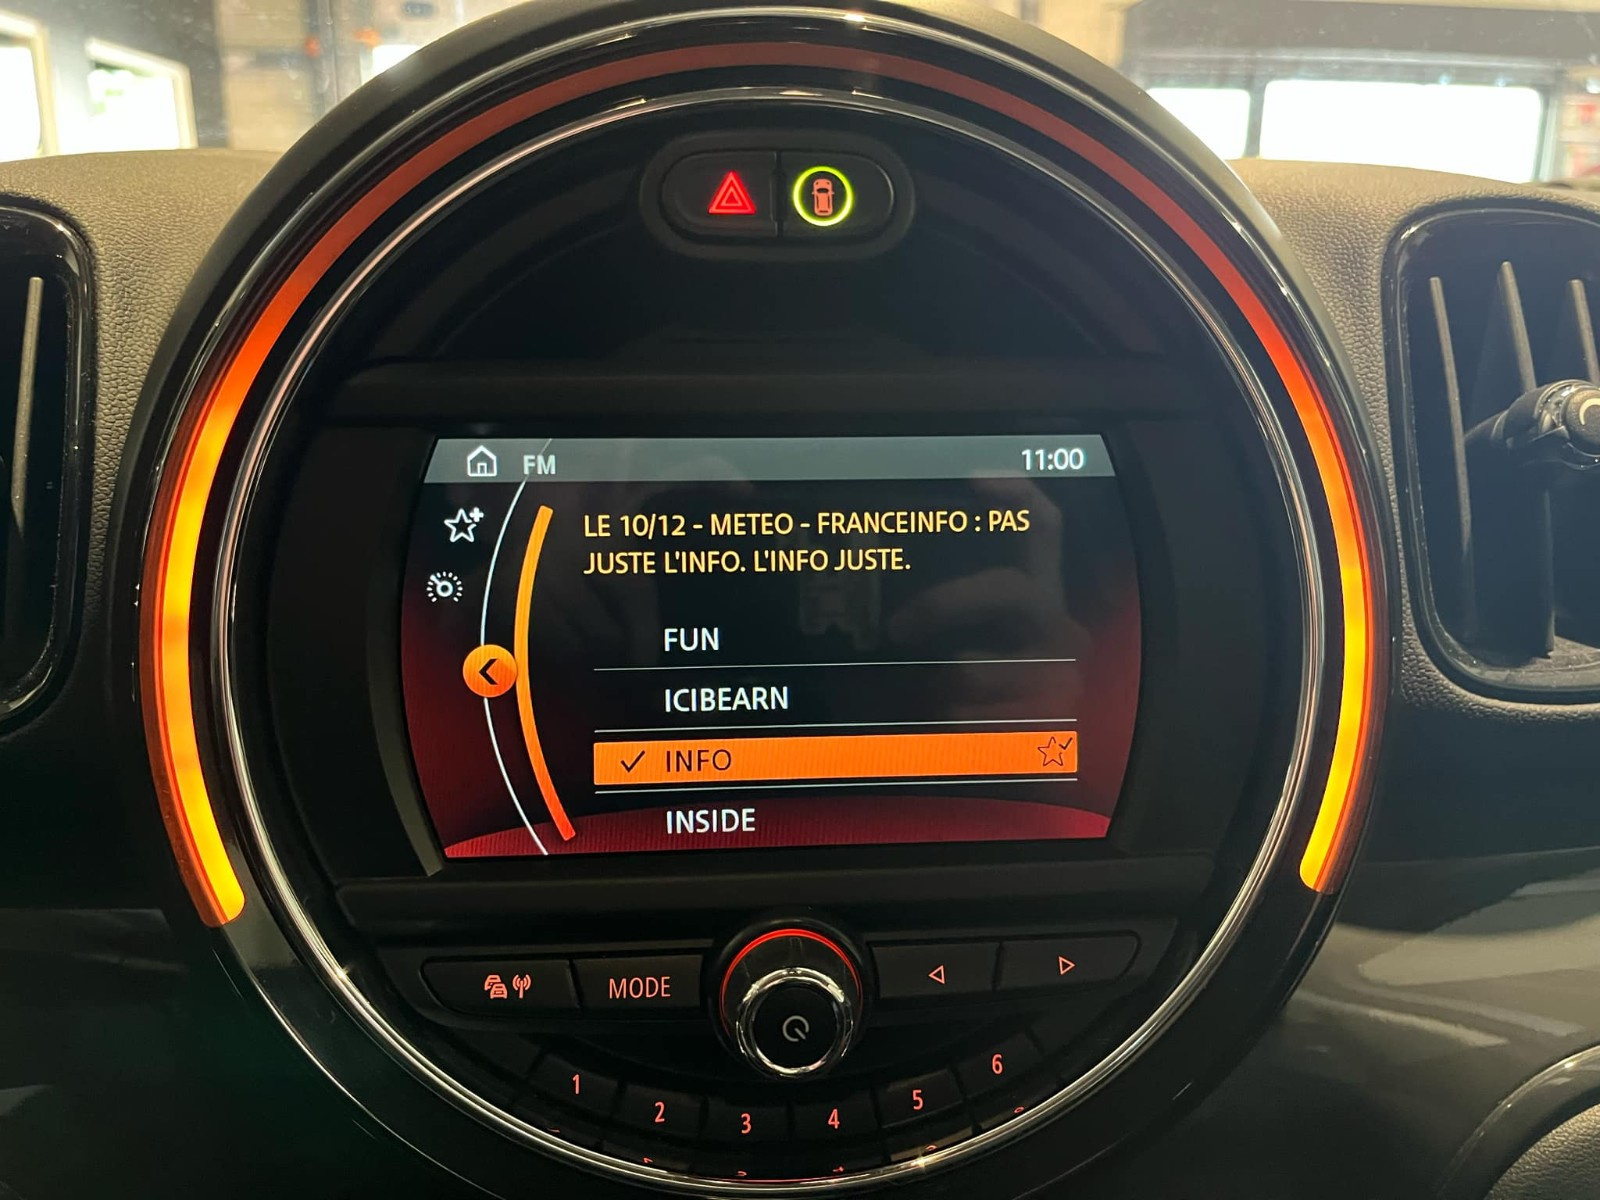 FM
11:00
LE 10/12 - METEO - FRANCEINFO : PAS
JUSTE L'INFO. L'INFO JUSTE.
FUN
ICIBEARN
INFO
INSIDE
MODE
1
2
3
4
5
6